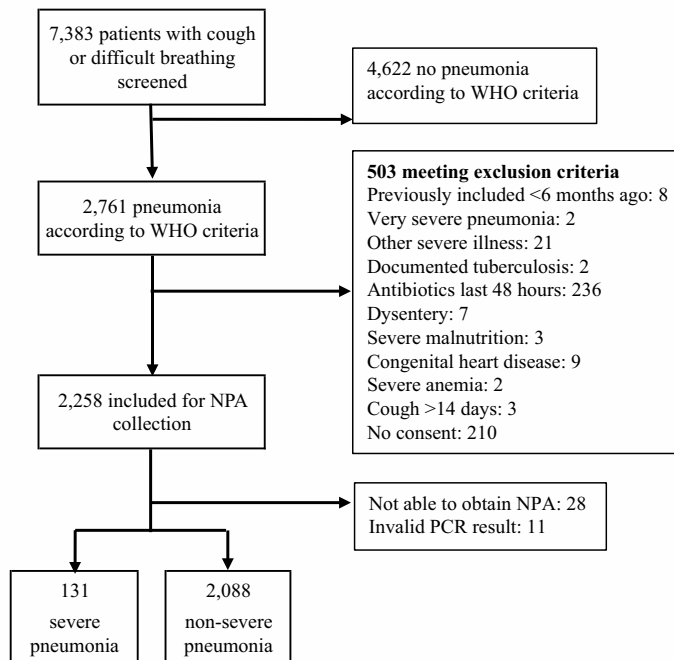 7,383 patients with cough
or difficult breathing
screened
4,622 no pneumonia
according to WHO criteria
2,761 pneumonia
according to WHO criteria
503 meeting exclusion criteria
Previously included <6 months ago: 8
Very severe pneumonia: 2
Other severe illness: 21
Documented tuberculosis: 2
Antibiotics last 48 hours: 236
Dysentery: 7
Severe malnutrition: 3
Congenital heart disease: 9
Severe anemia: 2
Cough >14 days: 3
No consent: 210
2,258 included for NPA
collection
Not able to obtain NPA: 28
Invalid PCR result: 11
131
severe
pneumonia
2,088
non-severe
pneumonia